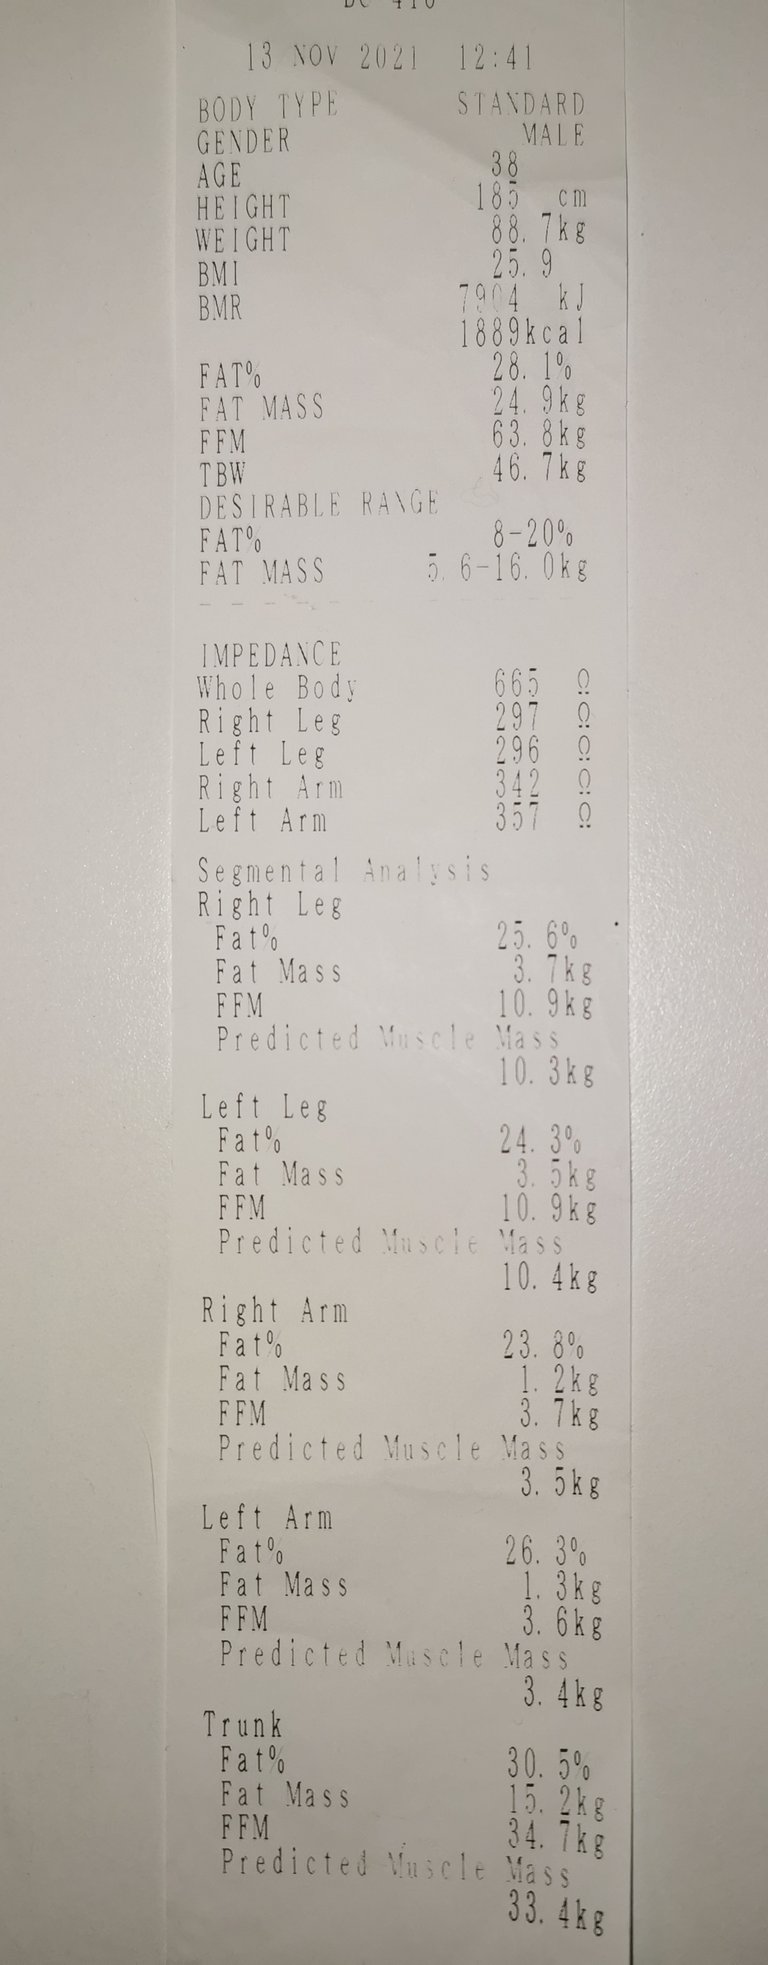 13 NOV 2021 12:41
BODY TYPE STANDARD
GENDER MALE
AGE 38
HEIGHT 185 cm
WEIGHT 88.7kg
BMI 25.9
BMR 7904 kJ
1889kcal
FAT% 28.1%
FAT MASS 24.9kg
FFM 63.8kg
TBW 46.7kg
DESIRABLE RANGE
FAT% 8-20%
FAT MASS 5.6-16.0kg
IMPEDANCE
Whole Body 665 Ω
Right Leg 297 Ω
Left Leg 296 Ω
Right Arm 342 Ω
Left Arm 357 Ω
Segmental Analysis
Right Leg
Fat% 25.6%
Fat Mass 3.7kg
FFM 10.9kg
Predicted Muscle Mass
10.3kg
Left Leg
Fat% 24.3%
Fat Mass 3.5kg
FFM 10.9kg
Predicted Muscle Mass
10.4kg
Right Arm
Fat% 23.8%
Fat Mass 1.2kg
FFM 3.7kg
Predicted Muscle Mass
3.5kg
Left Arm
Fat% 26.3%
Fat Mass 1.3kg
FFM 3.6kg
Predicted Muscle Mass
3.4kg
Trunk
Fat% 30.5%
Fat Mass 15.2kg
FFM 34.7kg
Predicted Muscle Mass
33.4kg